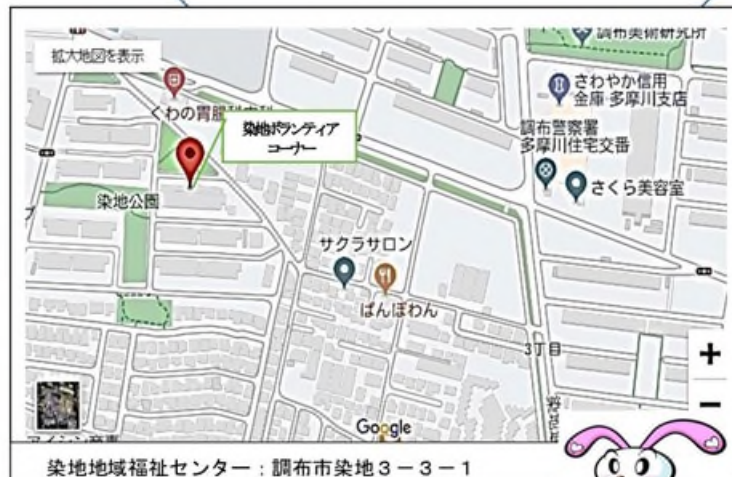 調布美術研究所
拡大地図を表示
さわやか信用
金庫 多摩川支店
くわの胃腸科内科
染地ボランティア
コーナー
調布警察署
多摩川住宅交番
さくら美容室
染地公園
サクラサロン
ぱんぽわん
3丁目
+
−
Google
染地地域福祉センター：調布市染地３－３－１